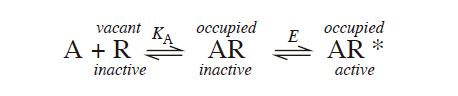 vacant K_A occupied E occupied
A + R ⇌ AR ⇌ AR *
inactive inactive active